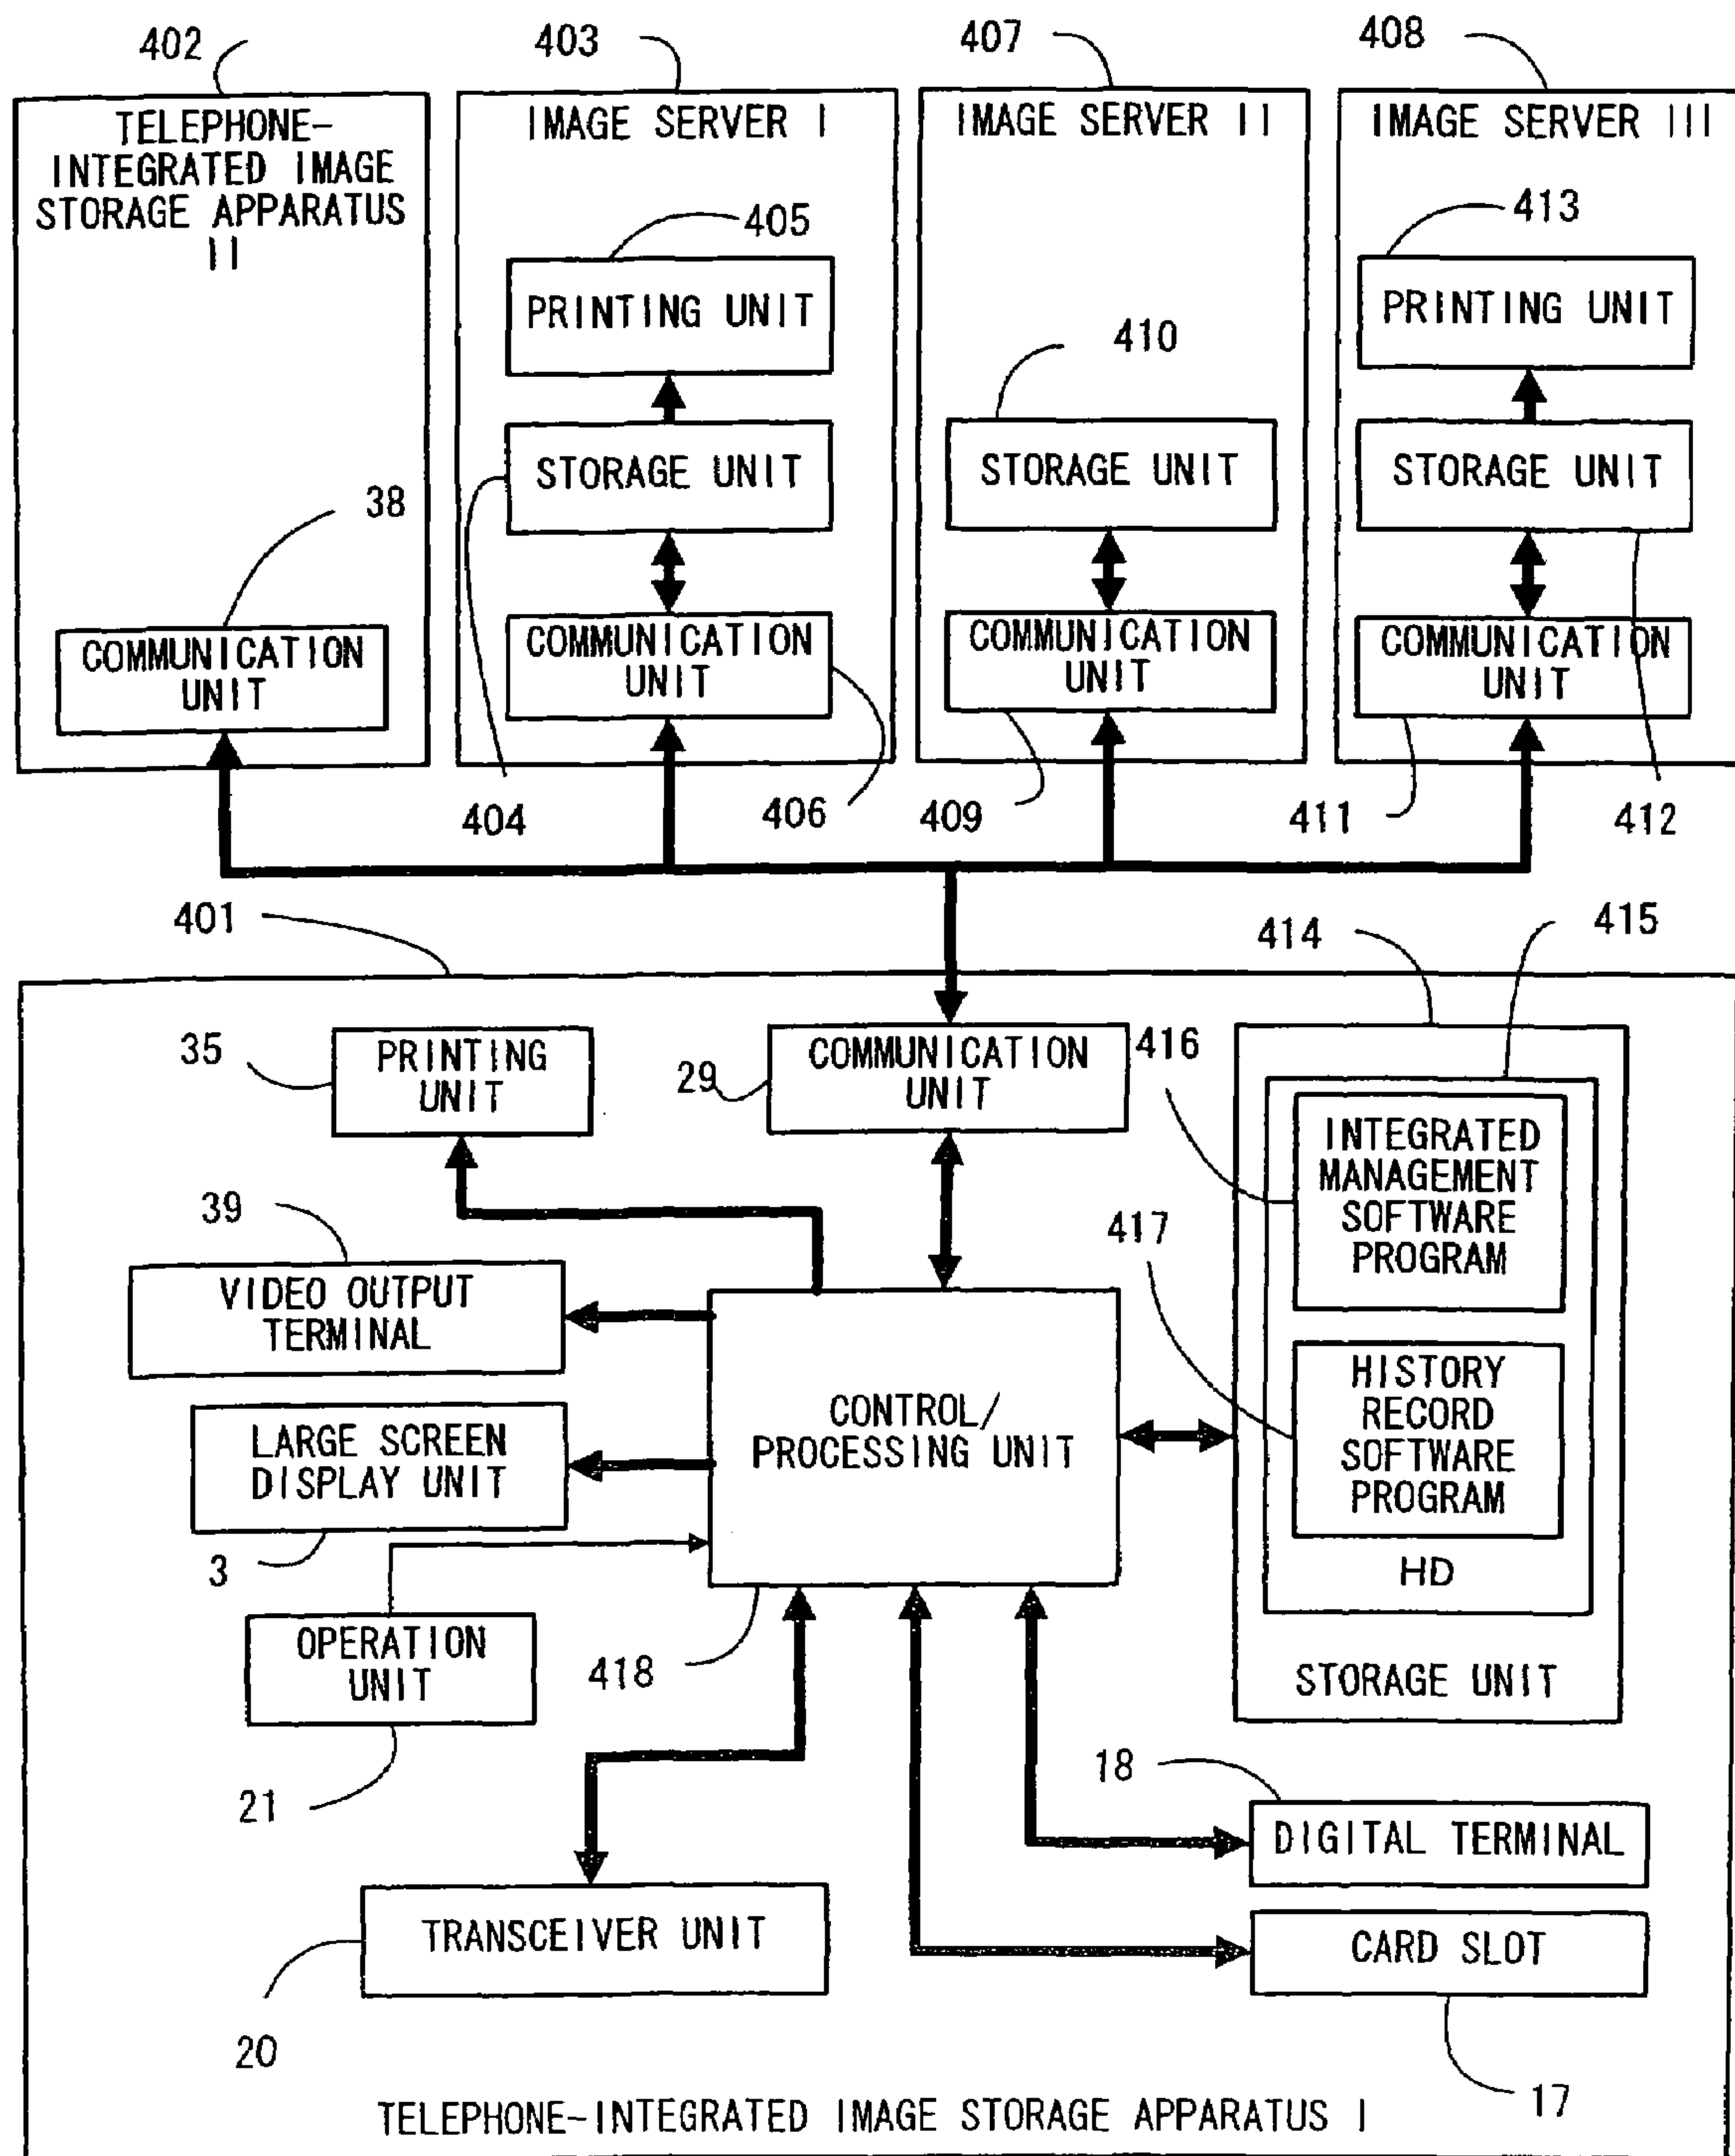 402
403
407
408
TELEPHONE-
INTEGRATED IMAGE
STORAGE APPARATUS
II
IMAGE SERVER I
IMAGE SERVER II
IMAGE SERVER III
405
413
PRINTING UNIT
PRINTING UNIT
410
STORAGE UNIT
STORAGE UNIT
STORAGE UNIT
38
COMMUNICATION
UNIT
COMMUNICATION
UNIT
COMMUNICATION
UNIT
COMMUNICATION
UNIT
404
406
409
411
412
401
414
415
35
PRINTING
UNIT
29
COMMUNICATION
UNIT
416
INTEGRATED
MANAGEMENT
SOFTWARE
PROGRAM
39
VIDEO OUTPUT
TERMINAL
417
HISTORY
RECORD
SOFTWARE
PROGRAM
CONTROL/
PROCESSING UNIT
LARGE SCREEN
DISPLAY UNIT
3
HD
OPERATION
UNIT
418
STORAGE UNIT
21
18
DIGITAL TERMINAL
TRANSCEIVER UNIT
CARD SLOT
20
17
TELEPHONE-INTEGRATED IMAGE STORAGE APPARATUS I